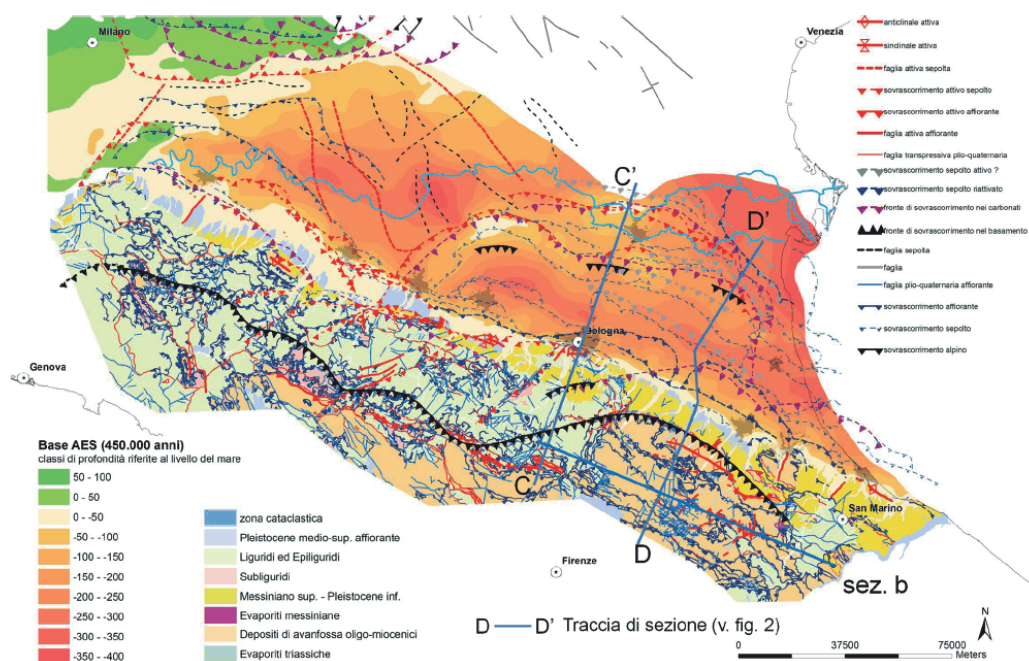 Milano
Venezia
C'
D'
Bologna
Genova
C
San Marino
D
Firenze
sez. b
anticlinale attiva
sindinale attiva
faglia attiva sepolta
sovrascorrimento attivo sepolto
sovrascorrimento attivo affiorante
faglia attiva affiorante
faglia transpressiva plio-quaternaria
sovrascorrimento sepolto attivo ?
sovrascorrimento sepolto riattivato
fronte di sovrascorrimento nei carbonati
fronte di sovrascorrimento nel basamento
faglia sepolta
faglia
faglia plio-quaternaria affiorante
sovrascorrimento affiorante
sovrascorrimento sepolto
sovrascorrimento alpino
Base AES (450.000 anni)
classi di profondità riferite al livello del mare
50 - 100
0 - 50
0 - -50
-50 - -100
-100 - -150
-150 - -200
-200 - -250
-250 - -300
-300 - -350
-350 - -400
zona cataclastica
Pleistocene medio-sup. affiorante
Liguridi ed Epiliguridi
Subliguridi
Messiniano sup. - Pleistocene inf.
Evaporiti messiniane
Depositi di avanfossa oligo-miocenici
Evaporiti triassiche
D D' Traccia di sezione (v. fig. 2)
N
0 37500 75000
Meters